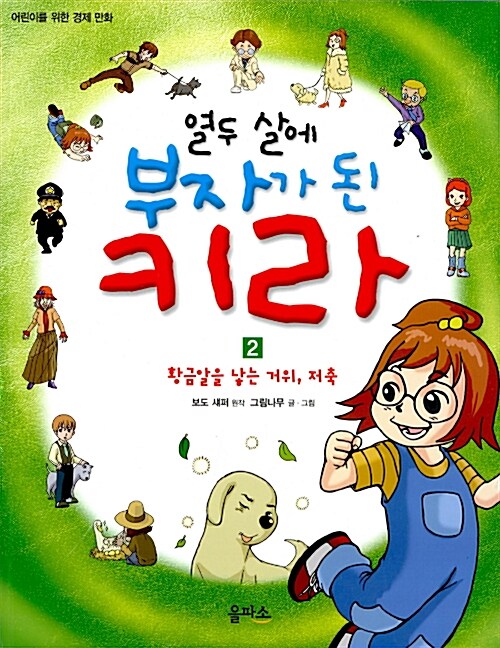 어린이를 위한 경제 만화
열두 살에
부자가 된
키라
2
황금알을 낳는 거위, 저축
보도 섀퍼 원작 그림나무 글·그림
을파소